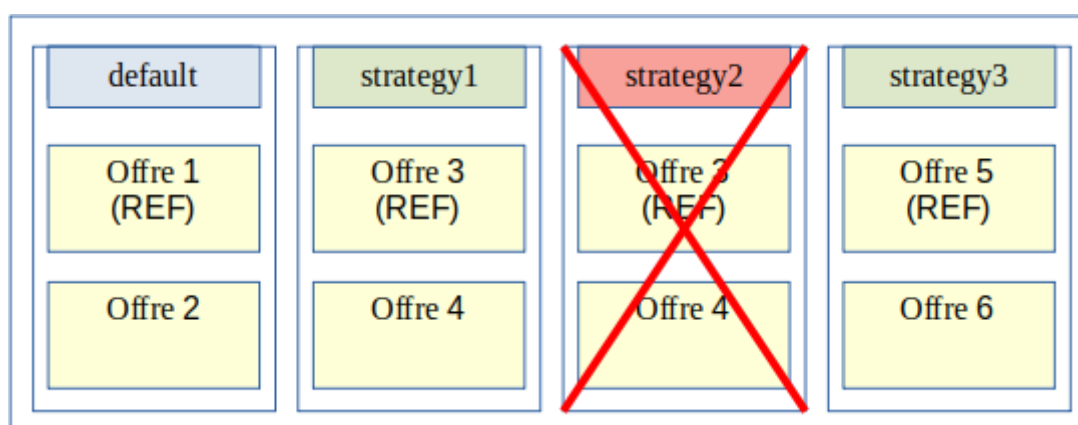 default
Offre 1
(REF)
Offre 2
strategy1
Offre 3
(REF)
Offre 4
strategy2
Offre 3
(REF)
Offre 4
strategy3
Offre 5
(REF)
Offre 6